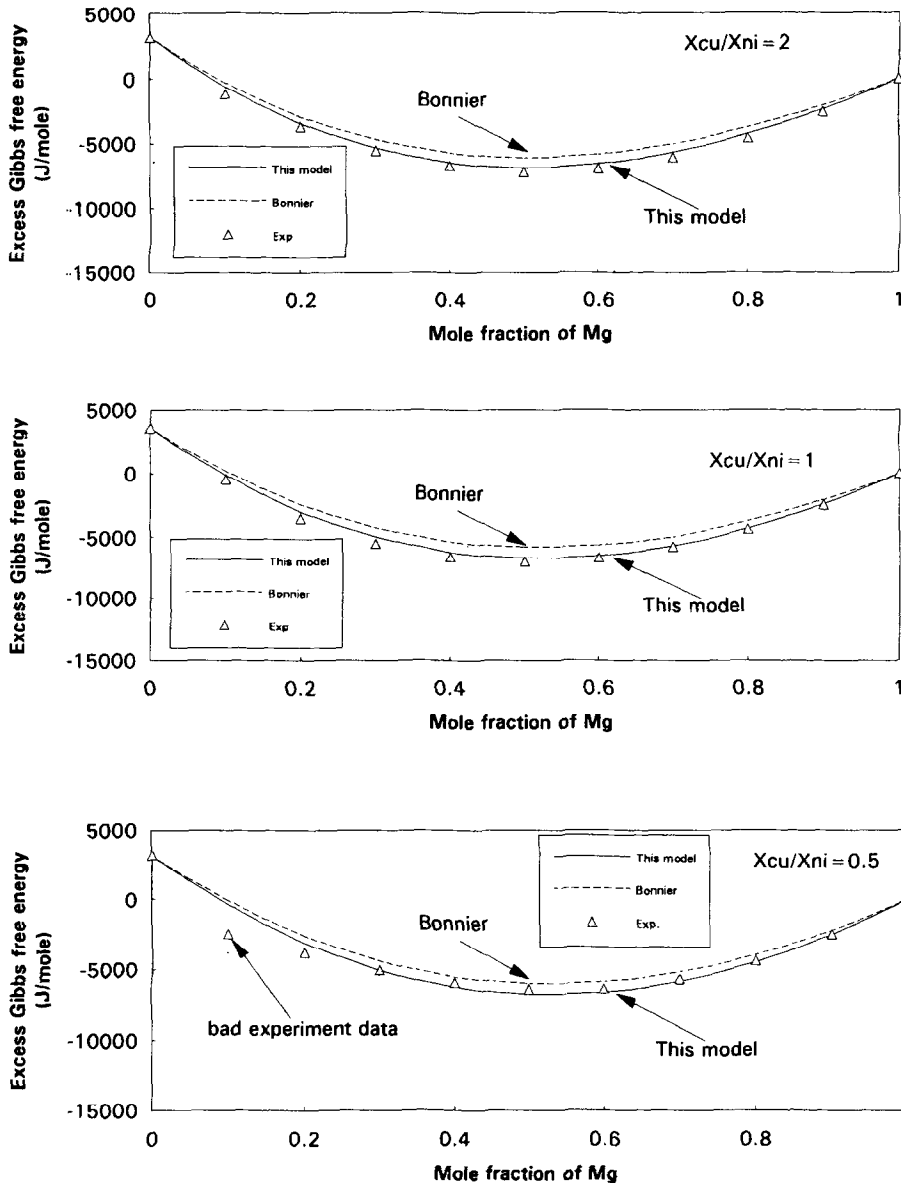 Excess Gibbs free energy
(J/mole)
5000
0
-5000
-10000
-15000
Xcu/Xni = 2
Bonnier
This model
Bonnier
Exp
This model
0
0.2
0.4
0.6
0.8
1
Mole fraction of Mg
Excess Gibbs free energy
(J/mole)
5000
0
-5000
-10000
-15000
Xcu/Xni = 1
Bonnier
This model
Bonnier
Exp
This model
0
0.2
0.4
0.6
0.8
1
Mole fraction of Mg
Excess Gibbs free energy
(J/mole)
5000
0
-5000
-10000
-15000
This model
Bonnier
Exp.
Xcu/Xni = 0.5
Bonnier
bad experiment data
This model
0
0.2
0.4
0.6
0.8
1
Mole fraction of Mg